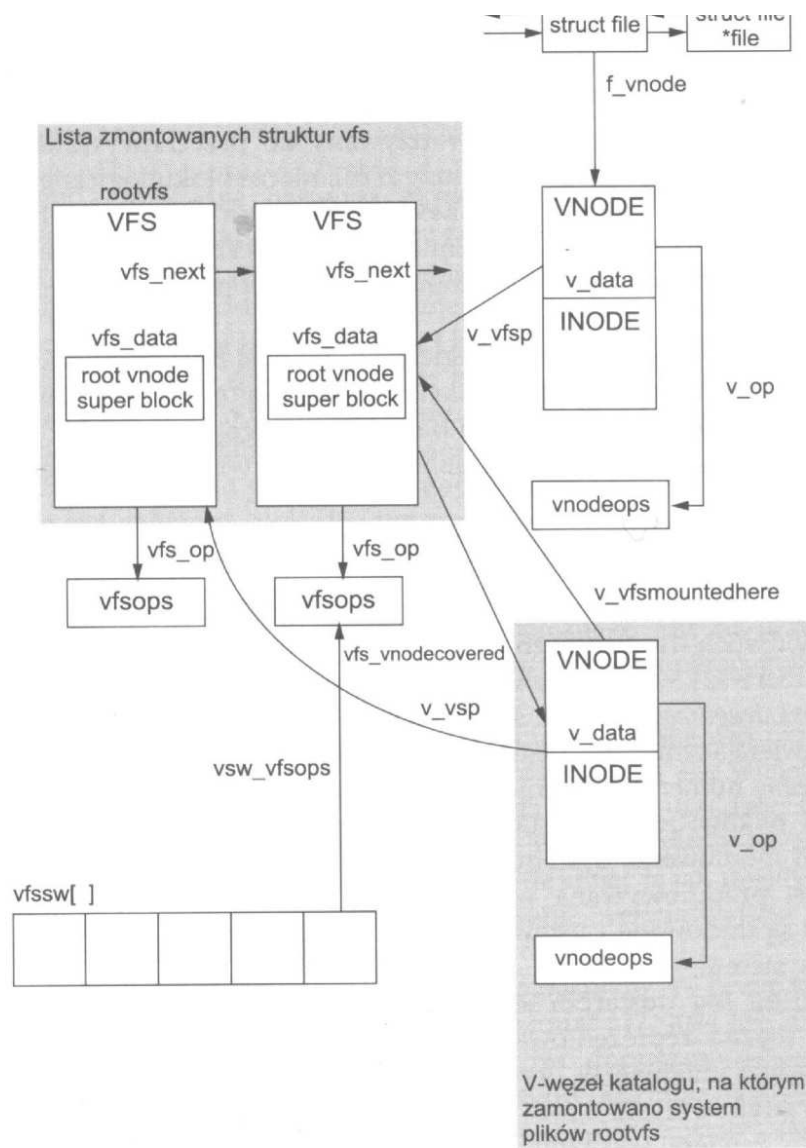 struct file
struct file
*file
f_vnode
Lista zmontowanych struktur vfs
rootvfs
VFS
VFS
VNODE
vfs_next
vfs_next
v_data
v_vfsp
INODE
vfs_data
vfs_data
root vnode
super block
root vnode
super block
v_op
vnodeops
vfs_op
vfs_op
vfsops
vfsops
v_vfsmountedhere
vfs_vnodecovered
VNODE
v_vsp
v_data
vsw_vfsops
INODE
v_op
vfssw[ ]
vnodeops
V-węzeł katalogu, na którym
zamontowano system
plików rootvfs